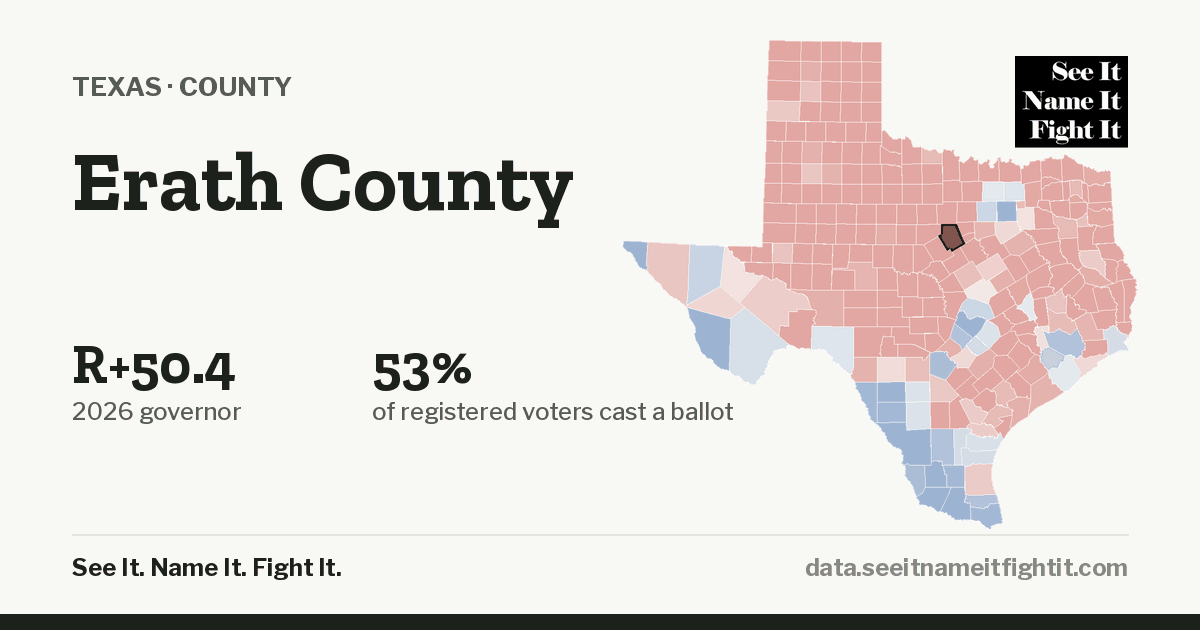 TEXAS · COUNTY
Erath County
See It
Name It
Fight It
R+50.4
2026 governor
53%
of registered voters cast a ballot
See It. Name It. Fight It.
data.seeitnameitfightit.com